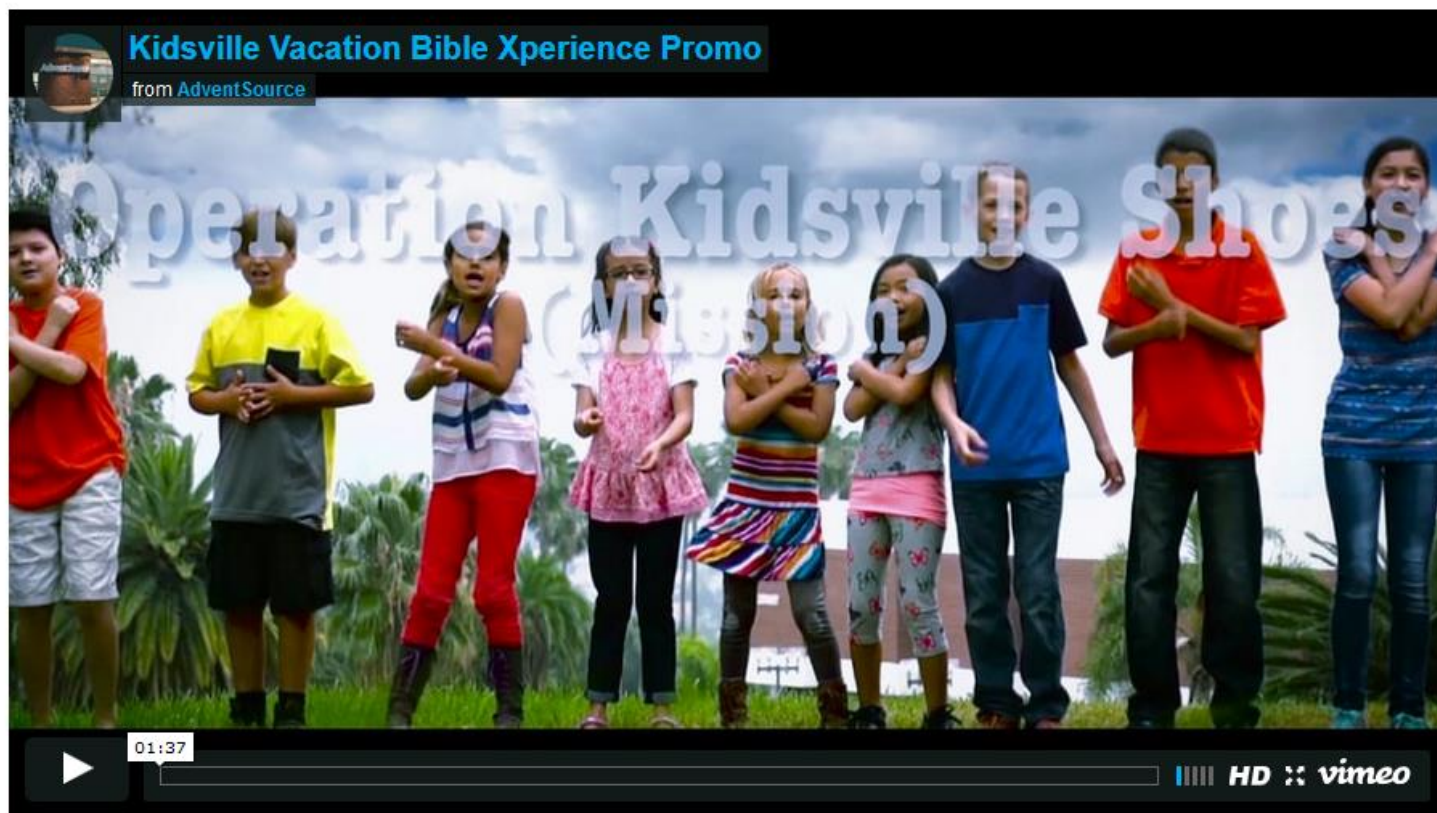 Kidsville Vacation Bible Xperience Promo
from AdventSource
Operation Kidsville Shoes
(Mission)
01:37
HD vimeo